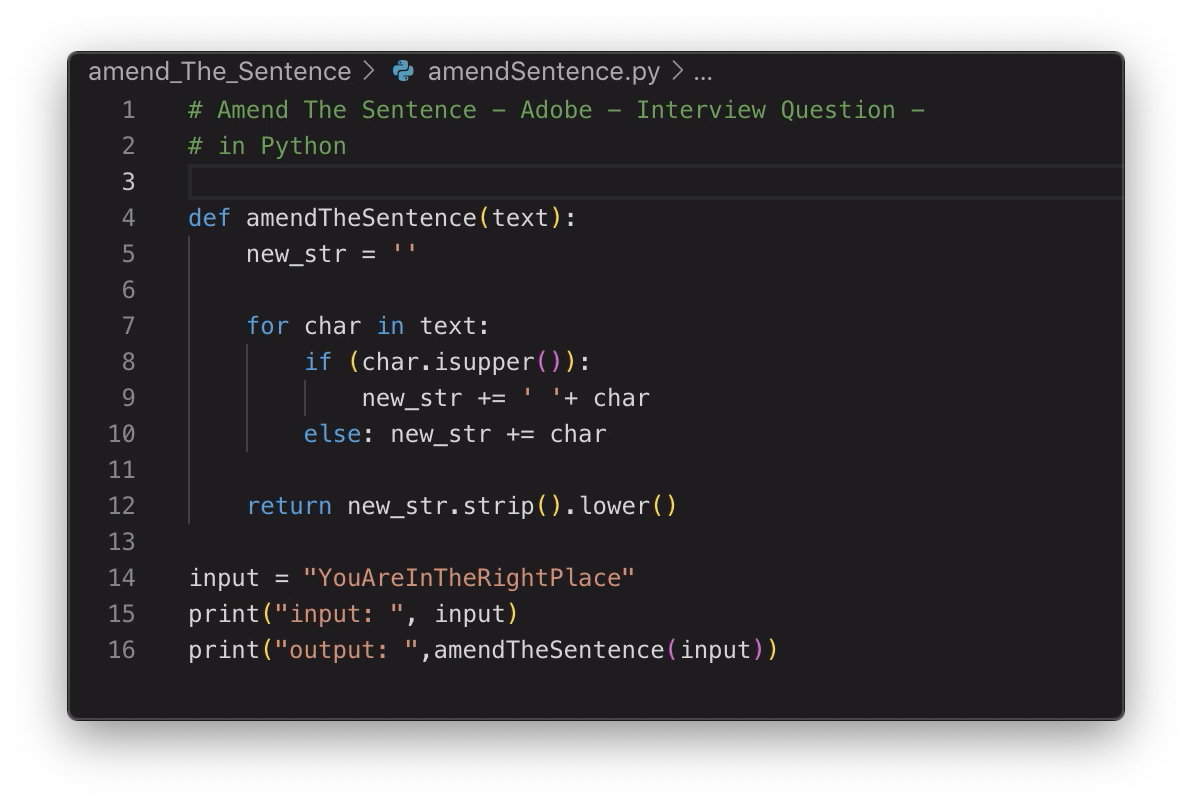 amend_The_Sentence > amendSentence.py > ...
1 # Amend The Sentence – Adobe – Interview Question –
2 # in Python
3
4 def amendTheSentence(text):
5     new_str = ''
6
7     for char in text:
8         if (char.isupper()):
9             new_str += ' '+ char
10         else: new_str += char
11
12     return new_str.strip().lower()
13
14 input = "YouAreInTheRightPlace"
15 print("input: ", input)
16 print("output: ",amendTheSentence(input))